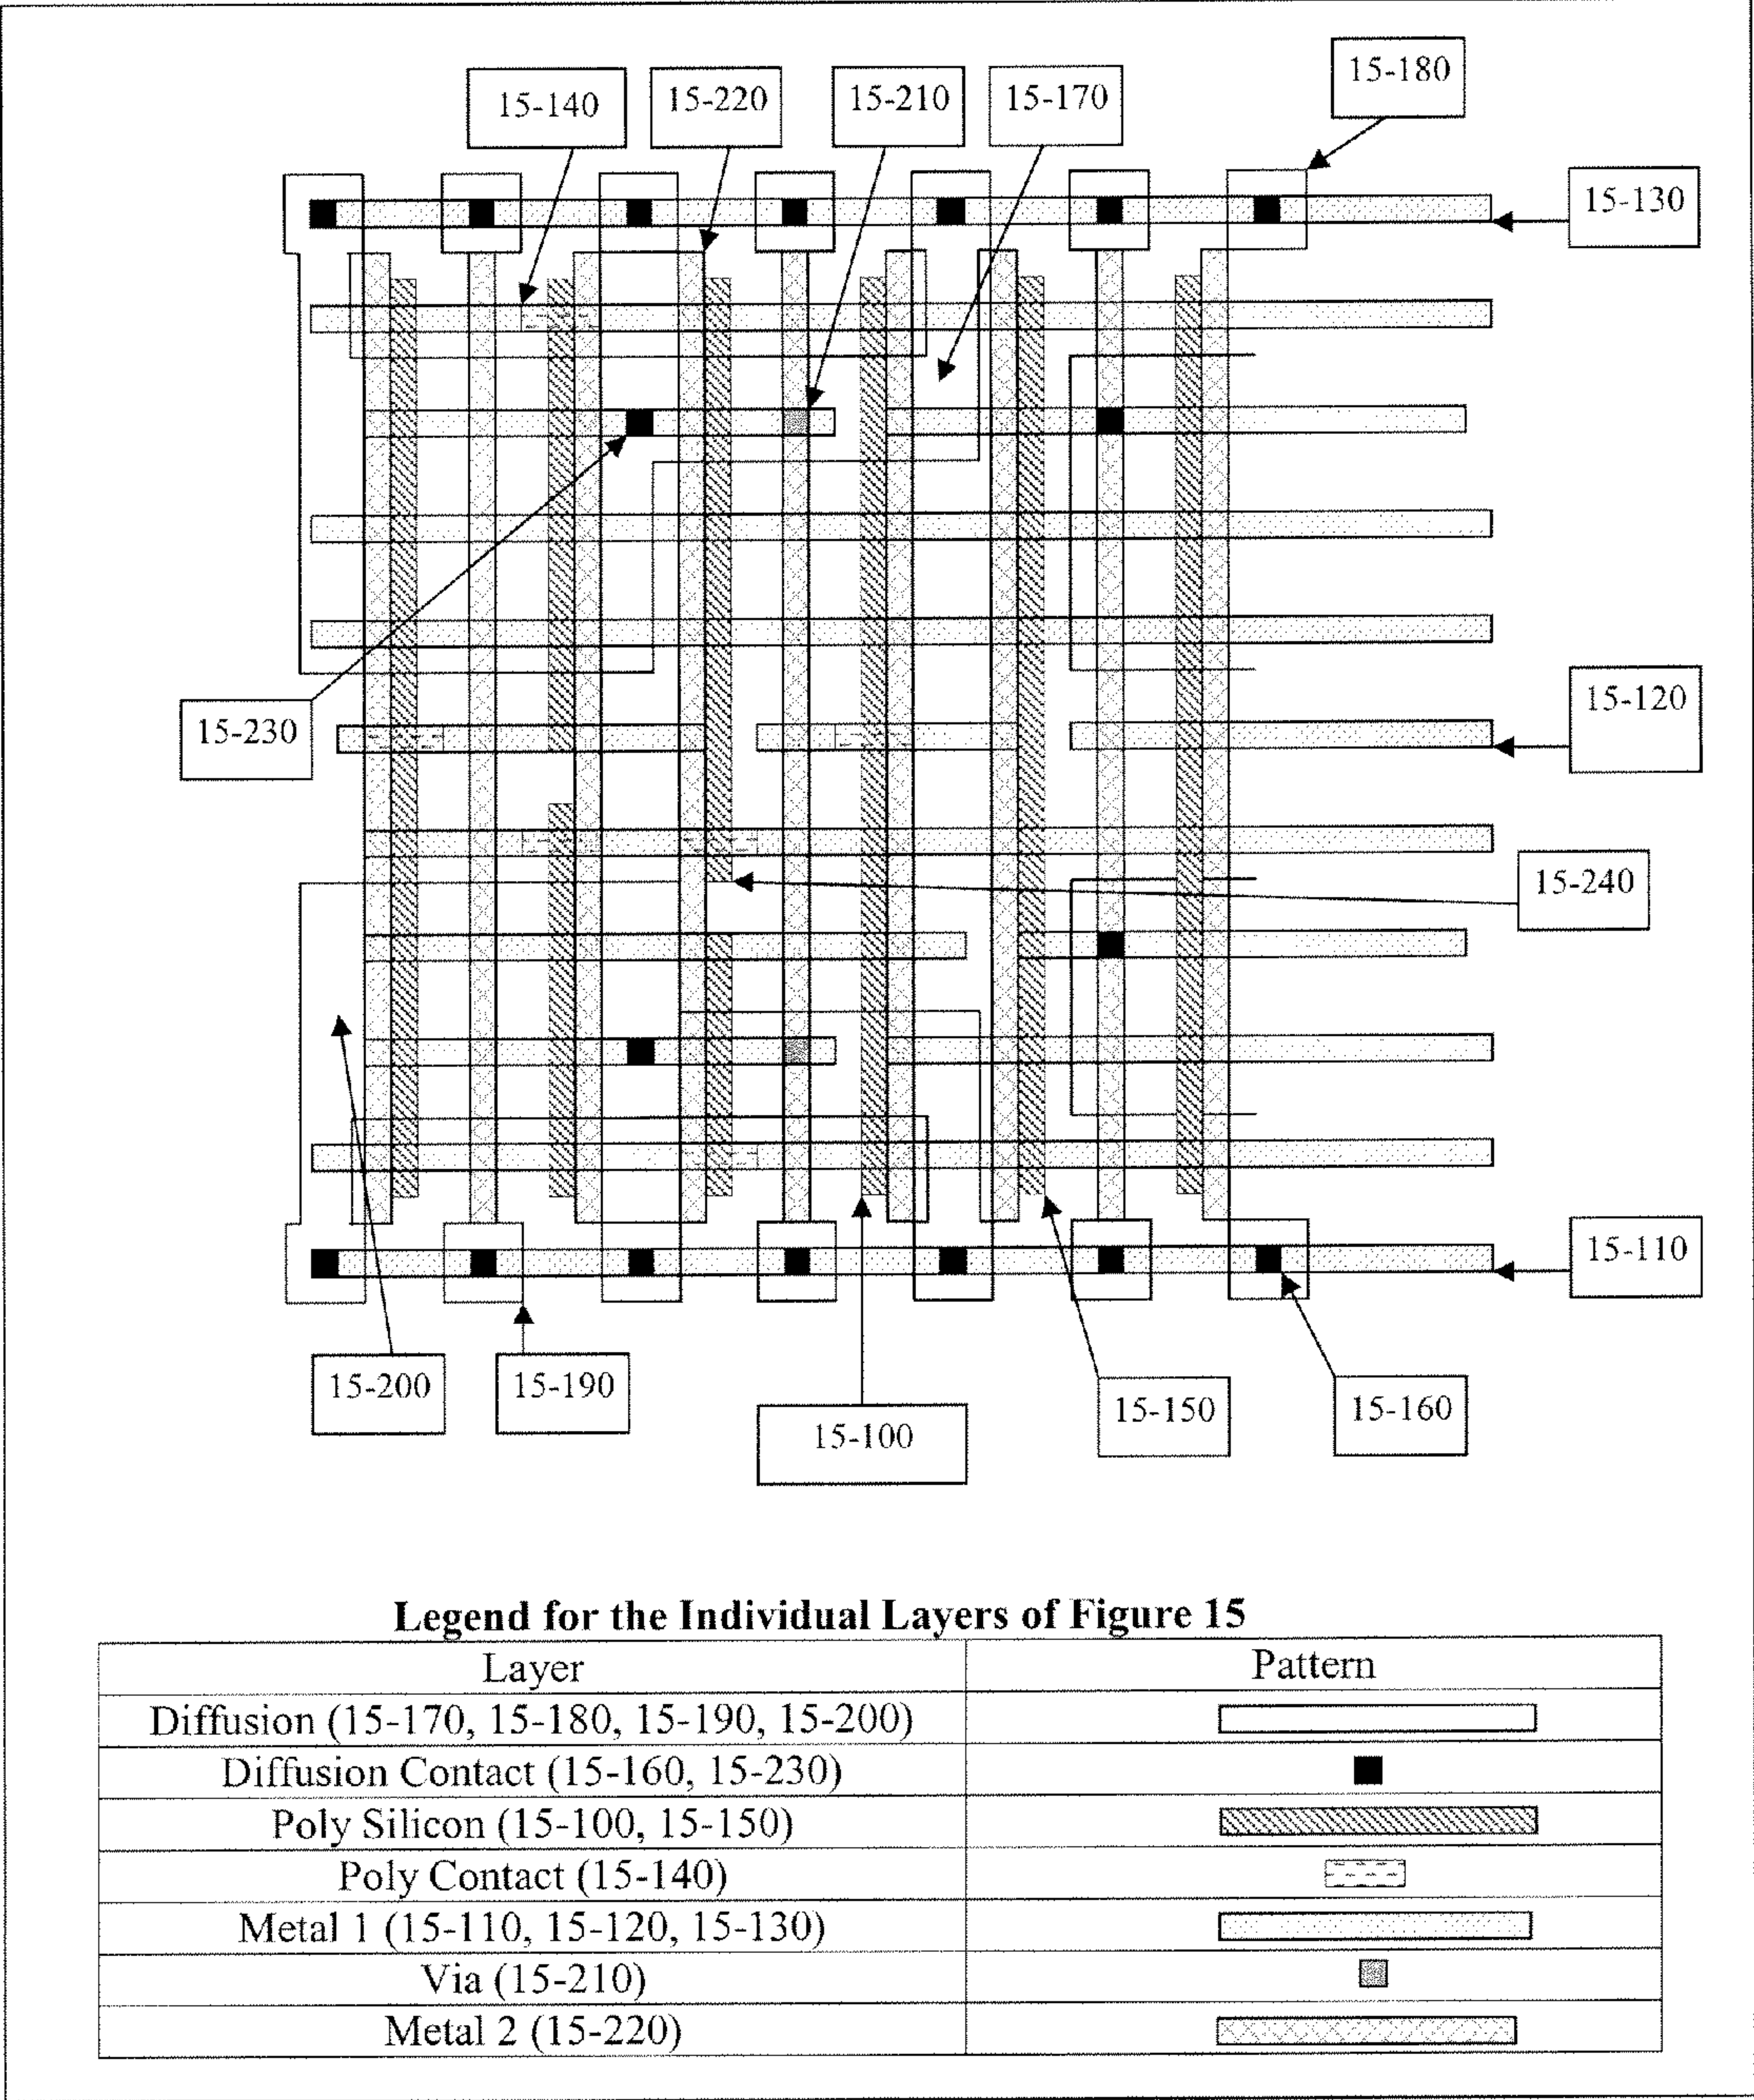 15-180
15-140
15-220
15-210
15-170
15-130
15-230
15-120
15-240
15-110
15-200
15-190
15-100
15-150
15-160
Legend for the Individual Layers of Figure 15
Layer Pattern
Diffusion (15-170, 15-180, 15-190, 15-200)
Diffusion Contact (15-160, 15-230)
Poly Silicon (15-100, 15-150)
Poly Contact (15-140)
Metal 1 (15-110, 15-120, 15-130)
Via (15-210)
Metal 2 (15-220)